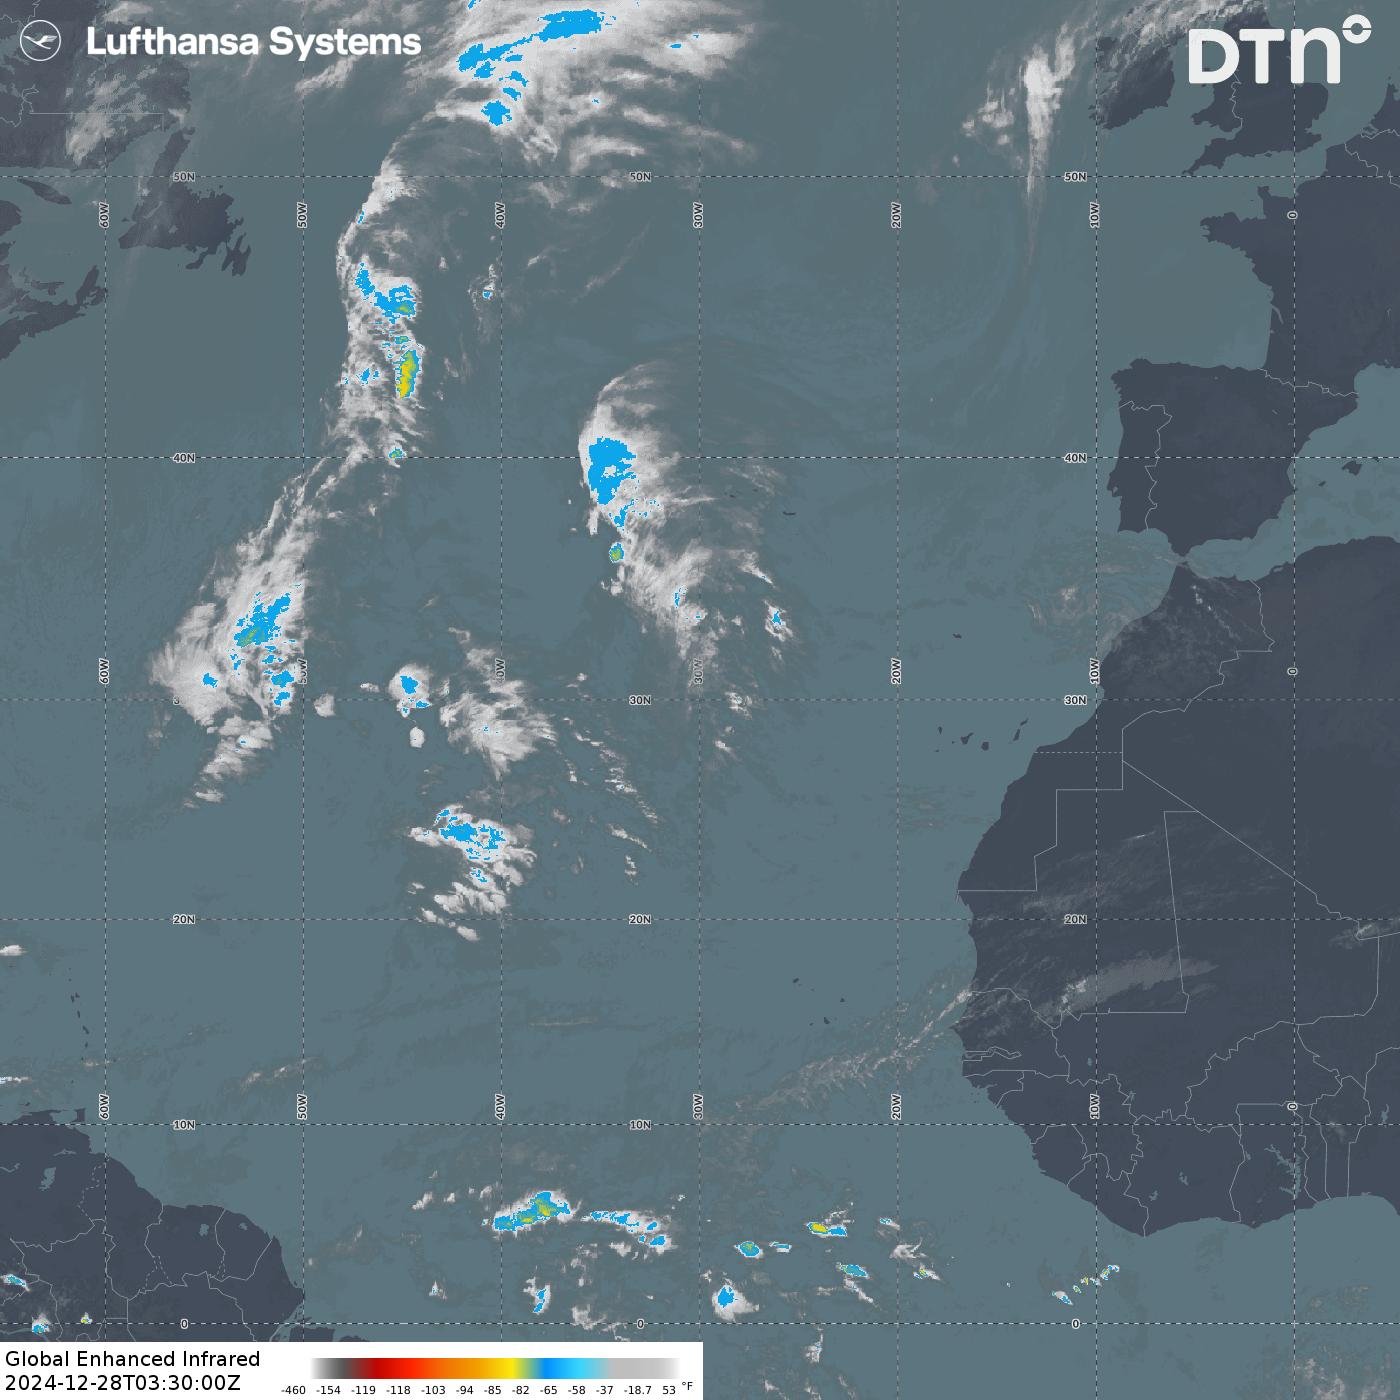 Lufthansa Systems
DTN
50N 50N 50N
60W 50W 40W 30W 20W 10W 0
40N 40N 40N
60W 50W 40W 30W 20W 10W 0
30N 30N
20N 20N 20N
60W 50W 40W 30W 20W 10W 0
10N 10N 10N
0 0 0
Global Enhanced Infrared
2024-12-28T03:30:00Z
-460 -154 -119 -118 -103 -94 -85 -82 -65 -58 -37 -18.7 53 °F